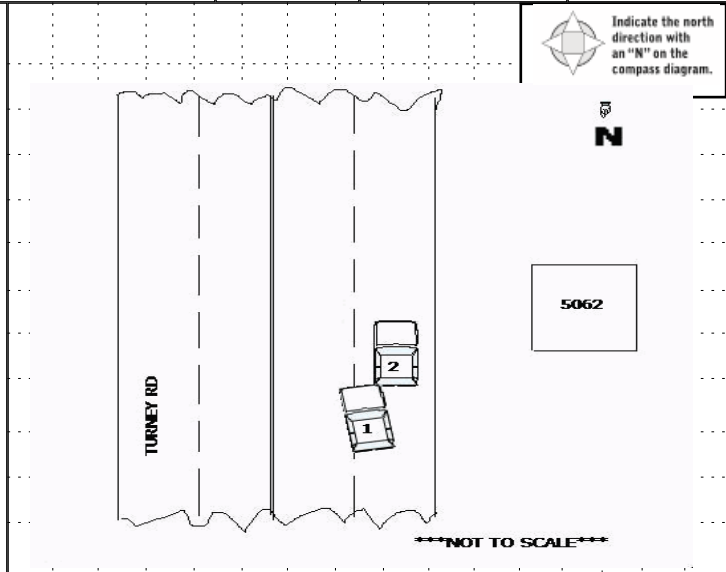 Indicate the north
direction with
an “N” on the
compass diagram.
N
5062
2
TURNEY RD
1
***NOT TO SCALE***